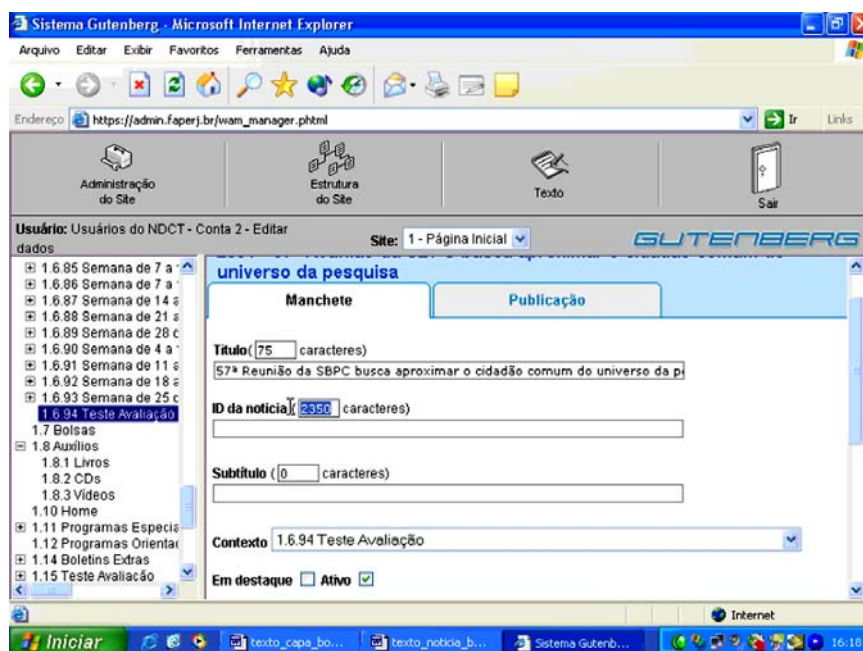 Sistema Gutenberg - Microsoft Internet Explorer
Arquivo Editar Exibir Favoritos Ferramentas Ajuda
Endereço https://admin.faperj.br/wam_manager.phtml Ir Links
Administração do Site
Estrutura do Site
Texto
Sair
Usuário: Usuários do NDCT - Conta 2 - Editar dados
Site: 1 - Página Inicial
GUTENBERG
1.6.85 Semana de 7 a
1.6.86 Semana de 7 a
1.6.87 Semana de 14 a
1.6.88 Semana de 21 a
1.6.89 Semana de 28
1.6.90 Semana de 4 a
1.6.91 Semana de 11 a
1.6.92 Semana de 18 a
1.6.93 Semana de 25
1.6.94 Teste Avaliação
1.7 Bolsas
1.8 Auxílios
1.8.1 Livros
1.8.2 CDs
1.8.3 Vídeos
1.10 Home
1.11 Programas Especia
1.12 Programas Orientac
1.14 Boletins Extras
1.15 Teste Avaliacão
universo da pesquisa
Manchete Publicação
Título( 75 caracteres)
57ª Reunião da SBPC busca aproximar o cidadão comum do universo da pe
ID da noticia( 2350 caracteres)
Subtítulo ( 0 caracteres)
Contexto 1.6.94 Teste Avaliação
Em destaque Ativo
Internet
Iniciar texto_capa_bo... texto_noticia_b... Sistema Gutenb... 16:18